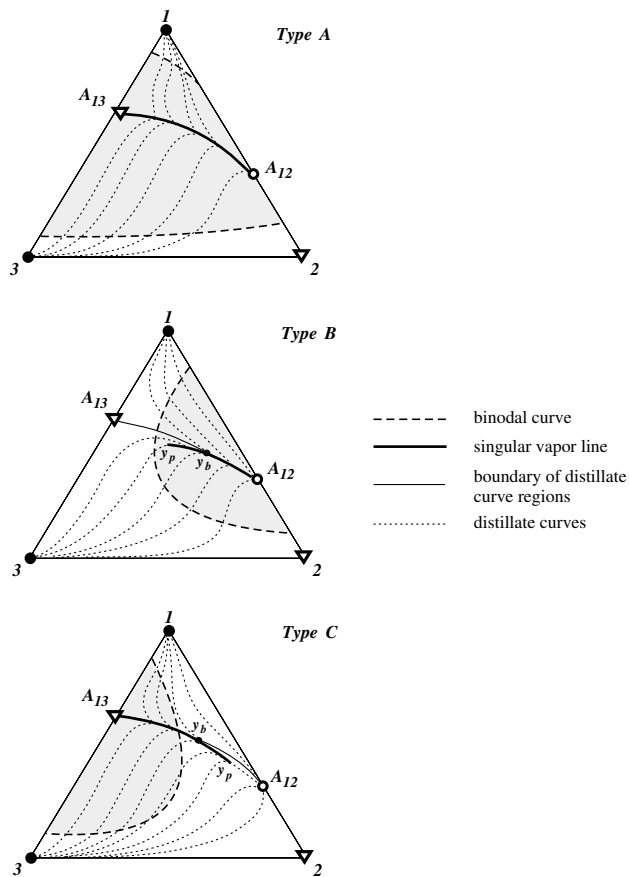 1
Type A
A13
A12
3
2
1
Type B
A13
yp
yb
A12
3
2
binodal curve
singular vapor line
boundary of distillate
curve regions
distillate curves
1
Type C
A13
yb
yp
A12
3
2